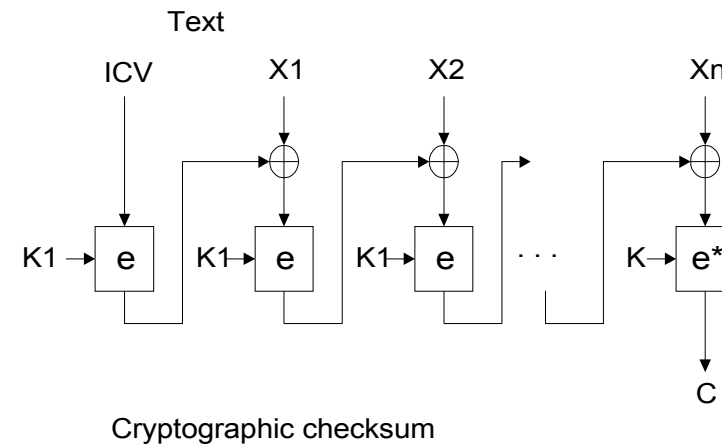 Text
ICV X1 X2 Xn
K1 e K1 e K1 e . . . K e*
C
Cryptographic checksum